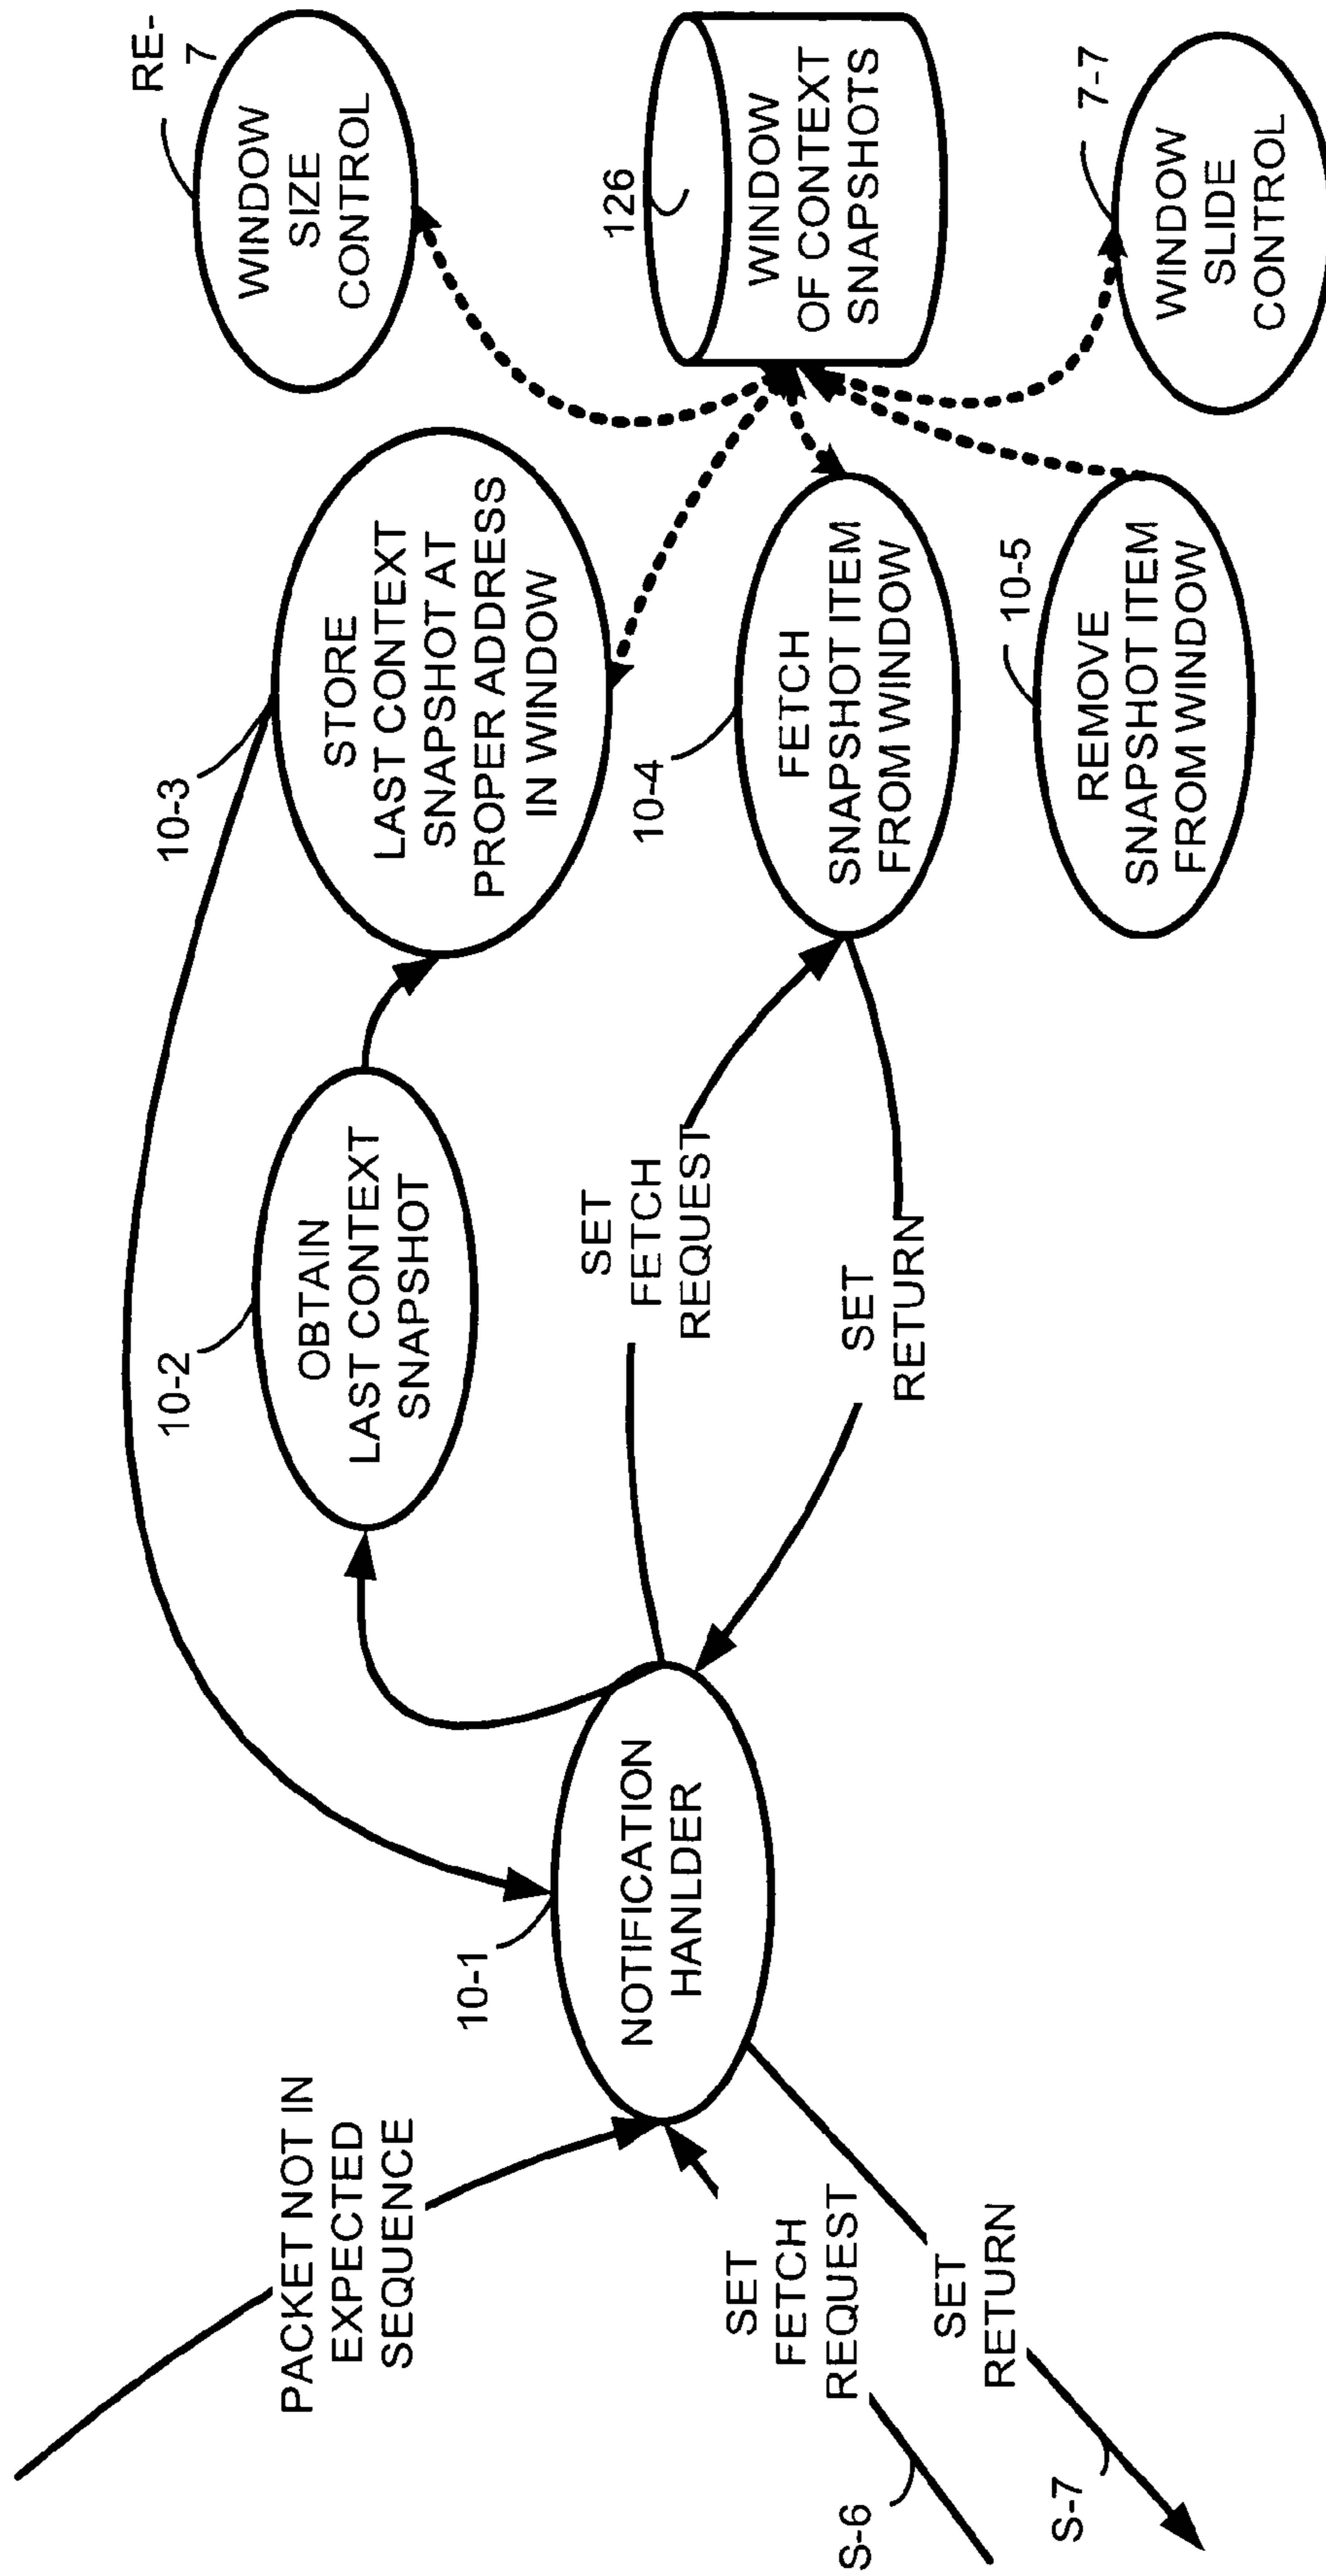 PACKET NOT IN
EXPECTED
SEQUENCE
SET
FETCH
REQUEST
S-6
SET
RETURN
S-7
10-1
NOTIFICATION
HANLDER
10-2
OBTAIN
LAST CONTEXT
SNAPSHOT
SET
FETCH
REQUEST
SET
RETURN
10-3
STORE
LAST CONTEXT
SNAPSHOT AT
PROPER ADDRESS
IN WINDOW
10-4
FETCH
SNAPSHOT ITEM
FROM WINDOW
10-5
REMOVE
SNAPSHOT ITEM
FROM WINDOW
RE-
7
WINDOW
SIZE
CONTROL
126
WINDOW
OF CONTEXT
SNAPSHOTS
7-7
WINDOW
SLIDE
CONTROL